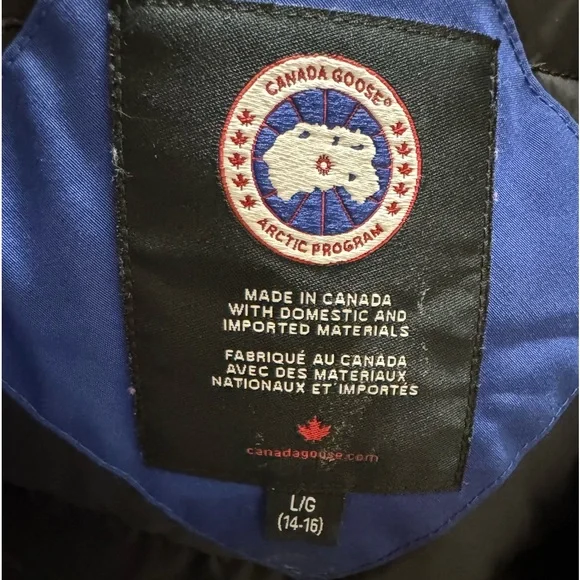 CANADA GOOSE®
ARCTIC PROGRAM
MADE IN CANADA
WITH DOMESTIC AND
IMPORTED MATERIALS
FABRIQUÉ AU CANADA
AVEC DES MATERIAUX
NATIONAUX ET IMPORTÉS
canadagoose.com
L/G
(14-16)